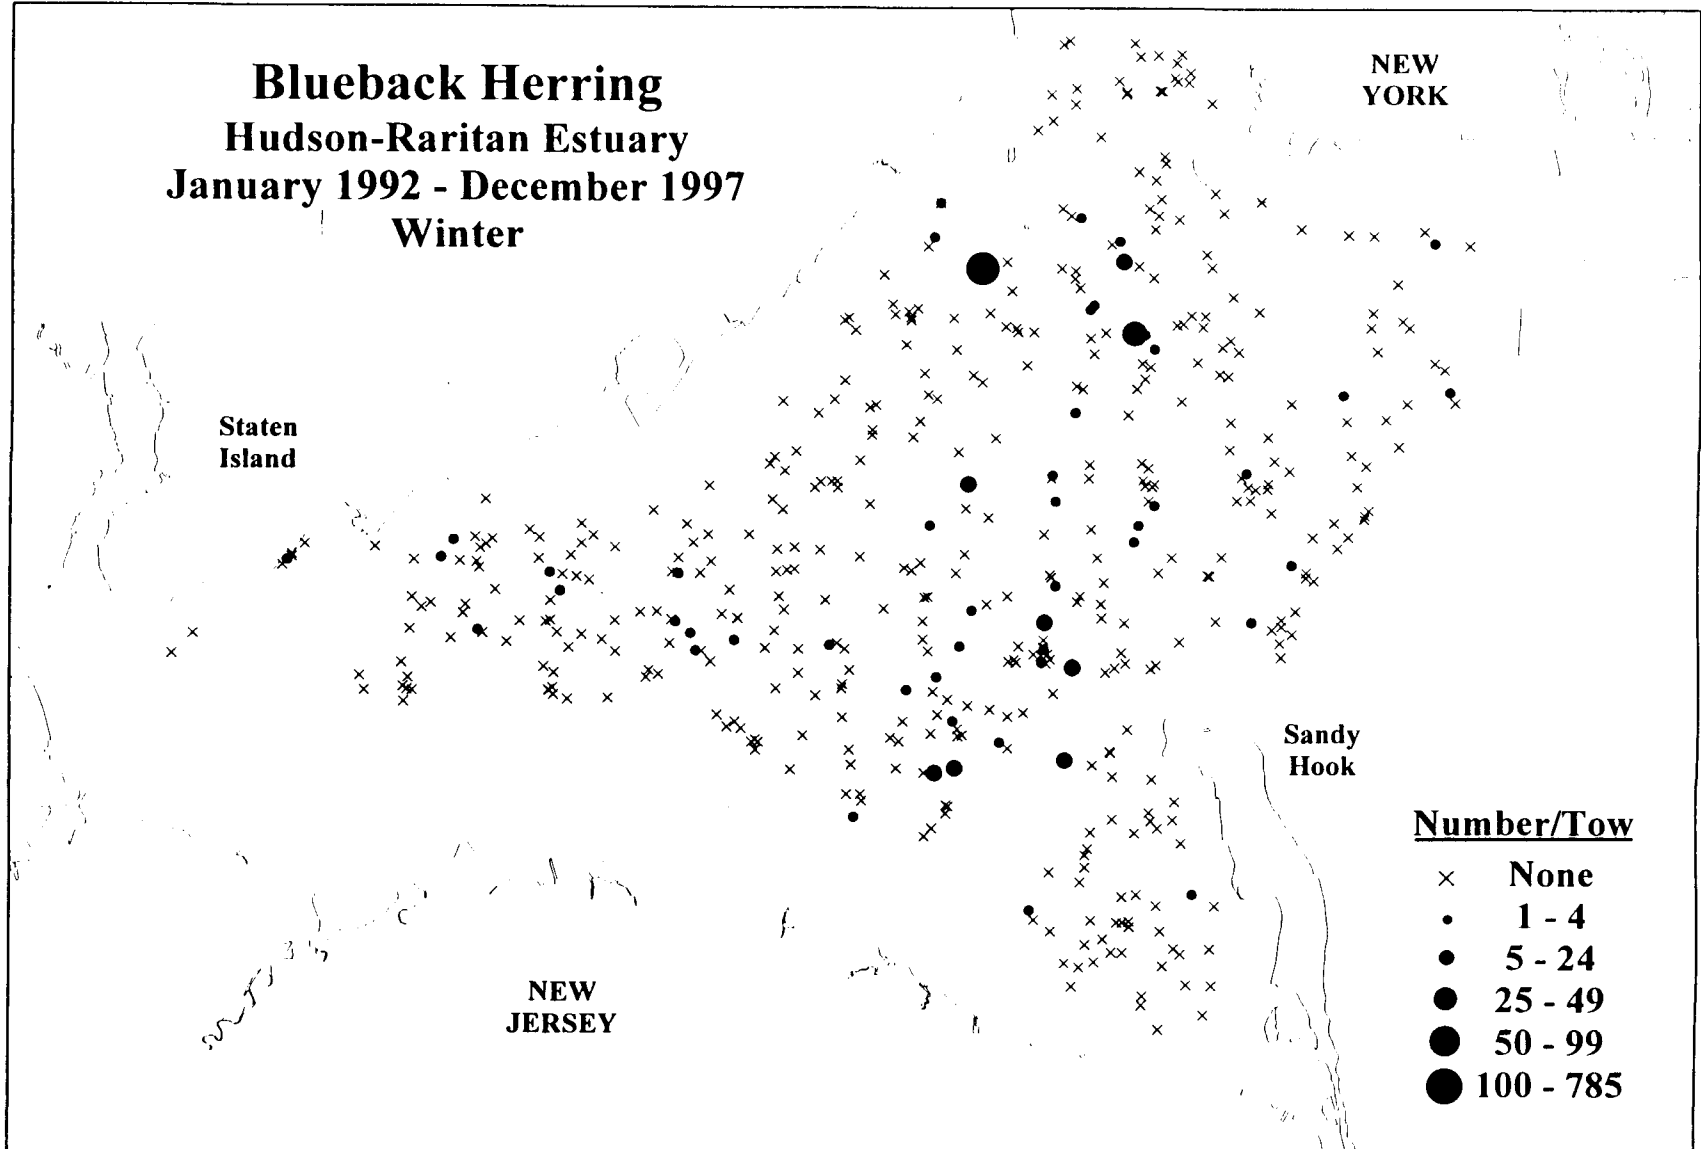 Blueback Herring
Hudson-Raritan Estuary
January 1992 - December 1997
Winter
NEW
YORK
Staten
Island
Sandy
Hook
NEW
JERSEY
Number/Tow
None
1 - 4
5 - 24
25 - 49
50 - 99
100 - 785